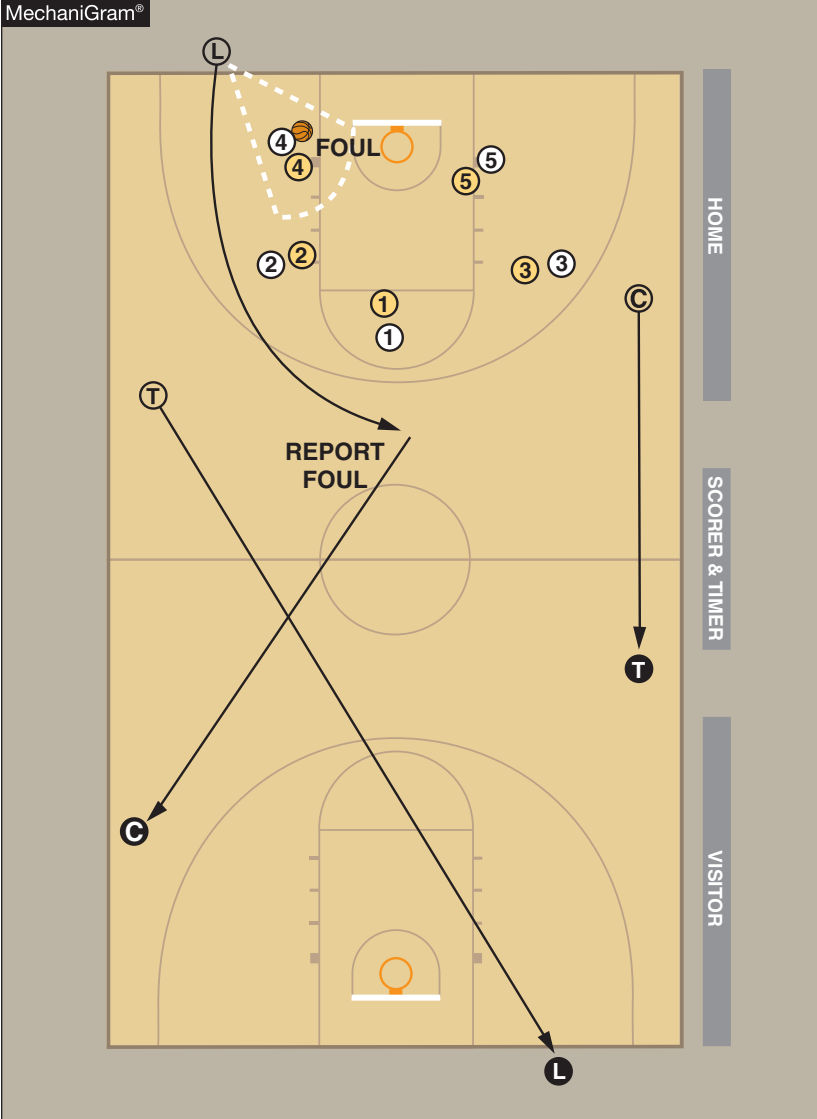 MechaniGram®
L
4
FOUL
4
5
5
HOME
2
2
3
3
C
1
1
T
REPORT
FOUL
SCORER & TIMER
T
C
VISITOR
L